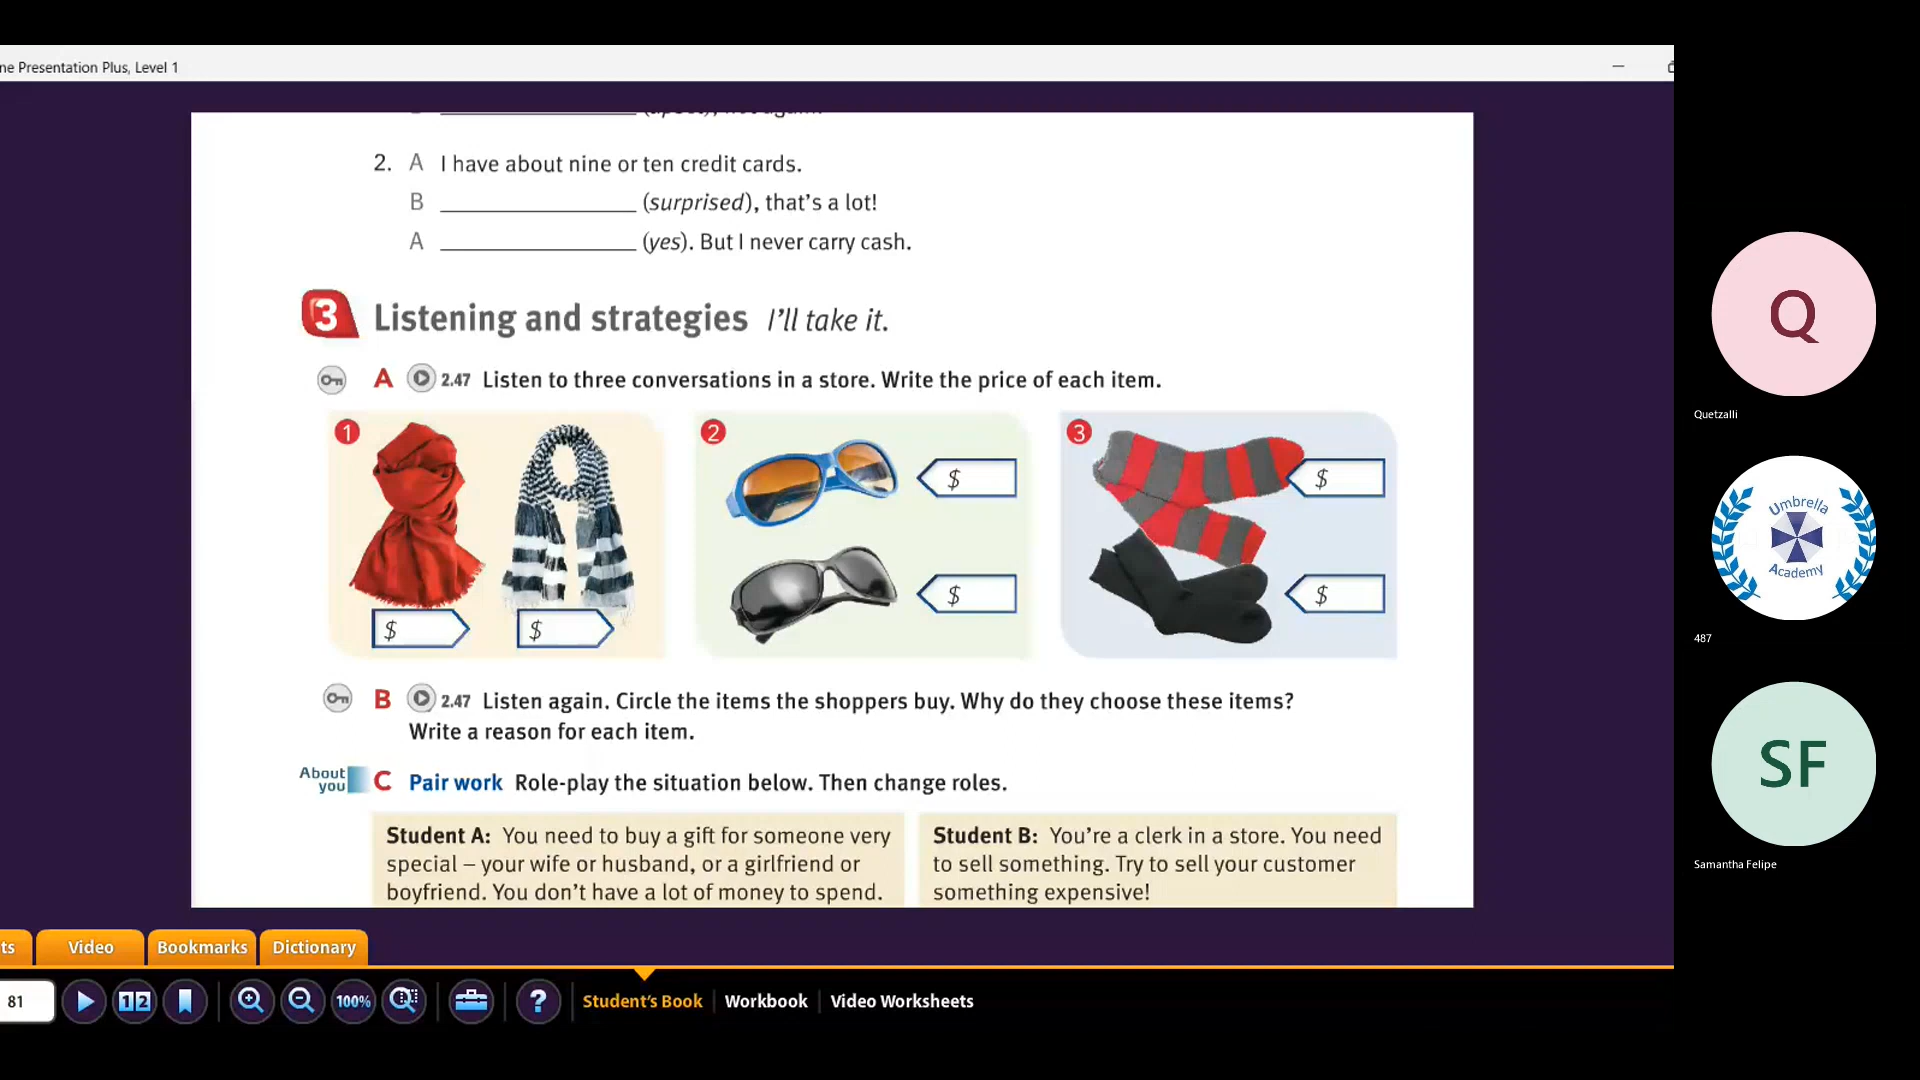 ne Presentation Plus, Level 1
2. A I have about nine or ten credit cards.
B ________________ (surprised), that's a lot!
A ________________ (yes). But I never carry cash.
3 Listening and strategies I'll take it.
A 2.47 Listen to three conversations in a store. Write the price of each item.
1
2
3
$
$
$
$
$
$
B 2.47 Listen again. Circle the items the shoppers buy. Why do they choose these items?
Write a reason for each item.
About
you
C Pair work Role-play the situation below. Then change roles.
Student A: You need to buy a gift for someone very
special – your wife or husband, or a girlfriend or
boyfriend. You don't have a lot of money to spend.
Student B: You're a clerk in a store. You need
to sell something. Try to sell your customer
something expensive!
ts
Video
Bookmarks
Dictionary
81
1 2
100%
?
Student's Book
Workbook
Video Worksheets
Q
Quetzalli
Umbrella
Academy
487
SF
Samantha Felipe